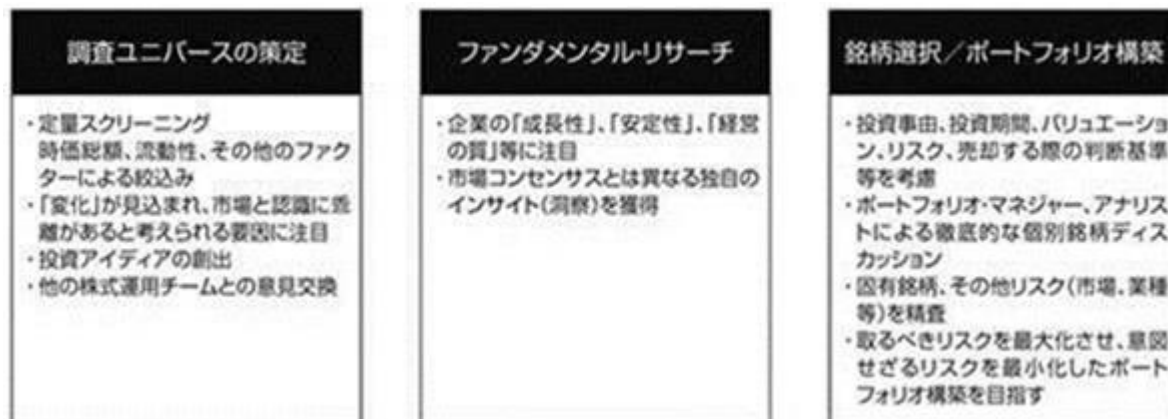 調査ユニバースの策定
・定量スクリーニング
時価総額、流動性、その他のファク
ターによる絞込み
・「変化」が見込まれ、市場と認識に乖
離があると考えられる要因に注目
・投資アイディアの創出
・他の株式運用チームとの意見交換
ファンダメンタル・リサーチ
・企業の「成長性」、「安定性」、「経営
の質」等に注目
・市場コンセンサスとは異なる独自の
インサイト(洞察)を獲得
銘柄選択／ポートフォリオ構築
・投資事由、投資期間、バリュエーショ
ン、リスク、売却する際の判断基準
等を考慮
・ポートフォリオ・マネジャー、アナリス
トによる徹底的な個別銘柄ディス
カッション
・固有銘柄、その他リスク(市場、業種
等)を精査
・取るべきリスクを最大化させ、意図
せざるリスクを最小化したポート
フォリオ構築を目指す